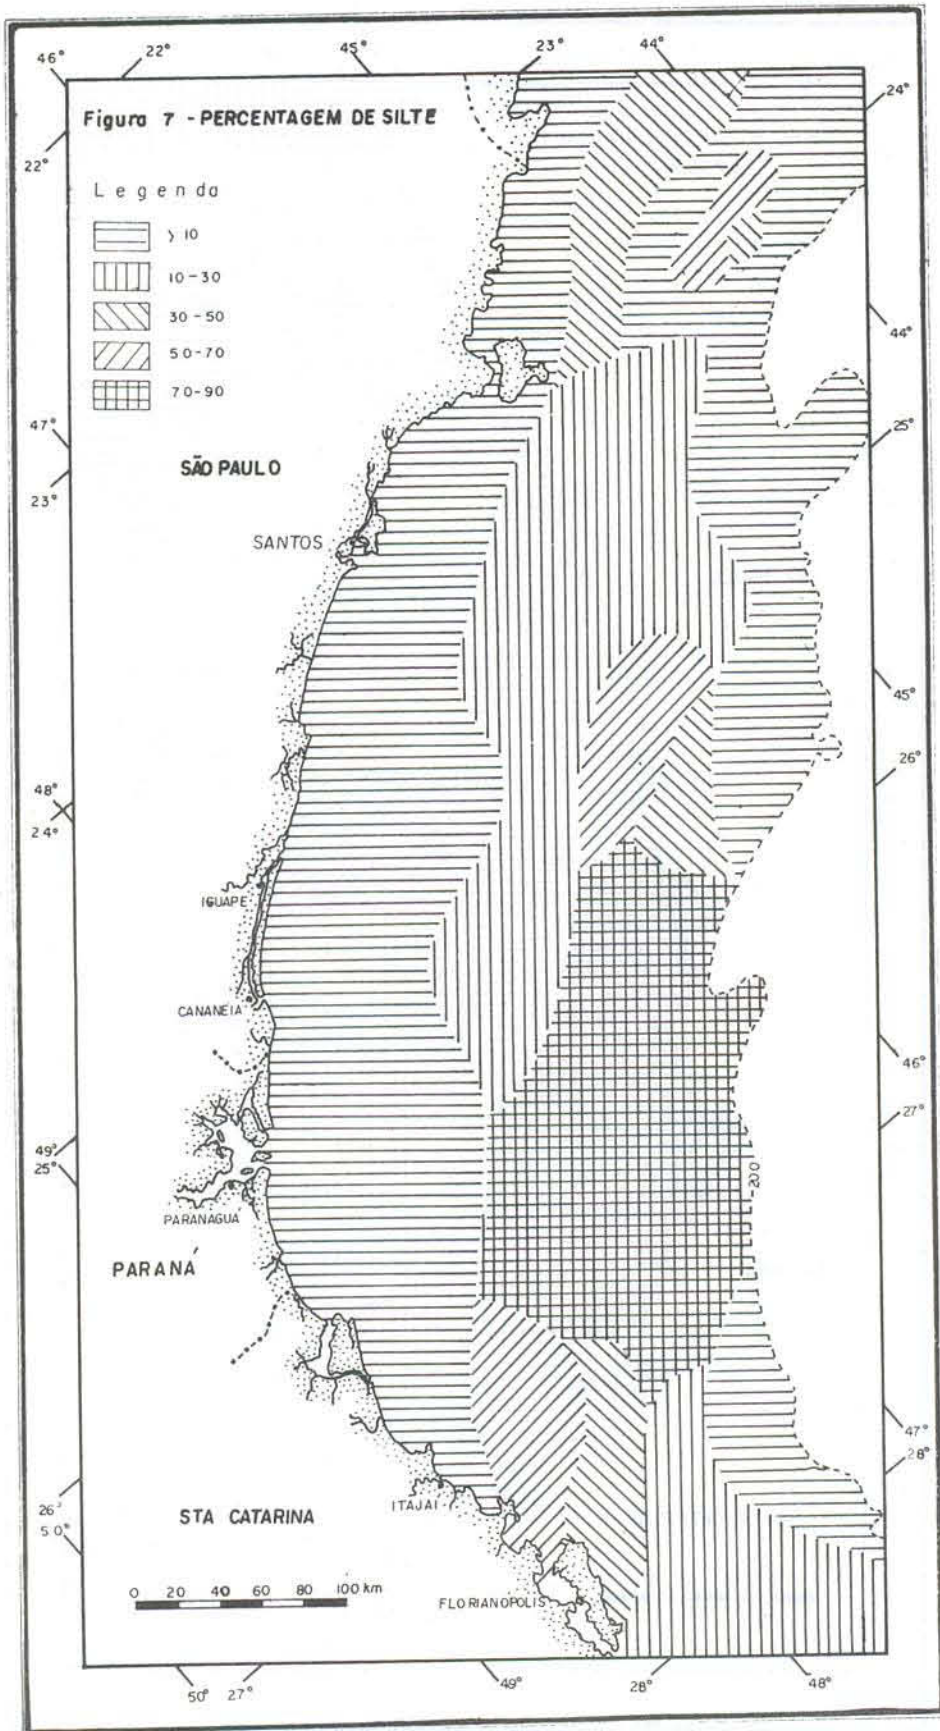 46° 22° 45° 23° 44°
24°
Figura 7 - PERCENTAGEM DE SILTE
22°
Legenda
> 10
10-30
30-50
50-70
70-90
44°
47°
25°
SÃO PAULO
23°
SANTOS
45°
26°
48°
24°
IGUAPE
CANANEIA
46°
27°
49°
25°
-200
PARANAGUA
PARANÁ
47°
28°
26°
50°
STA CATARINA
ITAJAI
0 20 40 60 80 100 km
FLORIANOPOLIS
50° 27° 49° 28° 48°